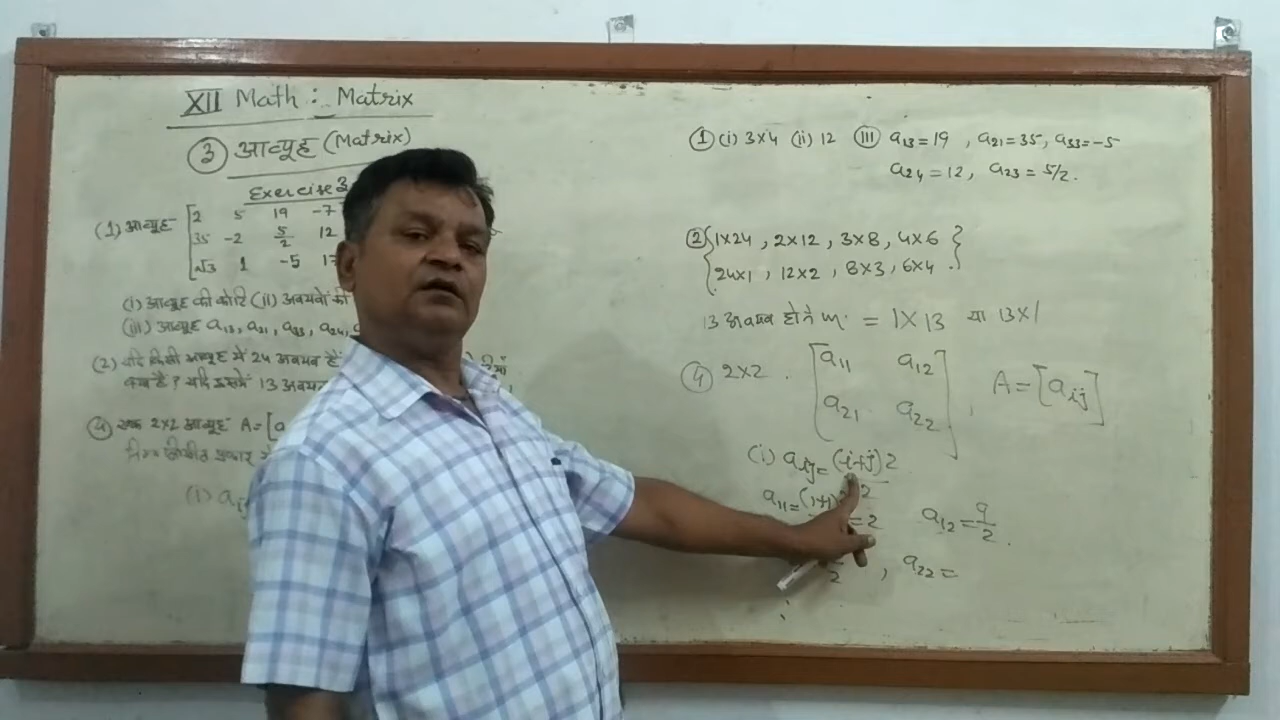 XII Math : Matrix
③ आव्यूह (Matrix)
Exercise 3
(1) आव्यूह [2 5 19 -7
35 -2 5/2 12
√3 1 -5 17
(i) आव्यूह की कोटि (ii) अवयवों की
(iii) आव्यूह a₁₃, a₂₁, a₃₃, a₂₄,
(2) यदि किसी आव्यूह में 24 अवयव हैं
क्या है? यदि इसमें 13 अवयव
④ एक 2×2 आव्यूह A=[a
(i) aᵢ
① (i) 3×4 (ii) 12 (iii) a₁₃=19 , a₂₁=35, a₃₃=-5
a₂₄=12, a₂₃=5/2.
② {1×24 , 2×12 , 3×8 , 4×6 }
{24×1 , 12×2 , 8×3 , 6×4 .}
13 अवयव होने = 1×13 या 13×1
④ 2×2 . [a₁₁ a₁₂
a₂₁ a₂₂] , A = [aᵢⱼ]
(i) aᵢⱼ = (i+j)2 / 2
a₁₁ = (1+1) = 2 a₁₂ = 9/2 .
2 , a₂₂ =